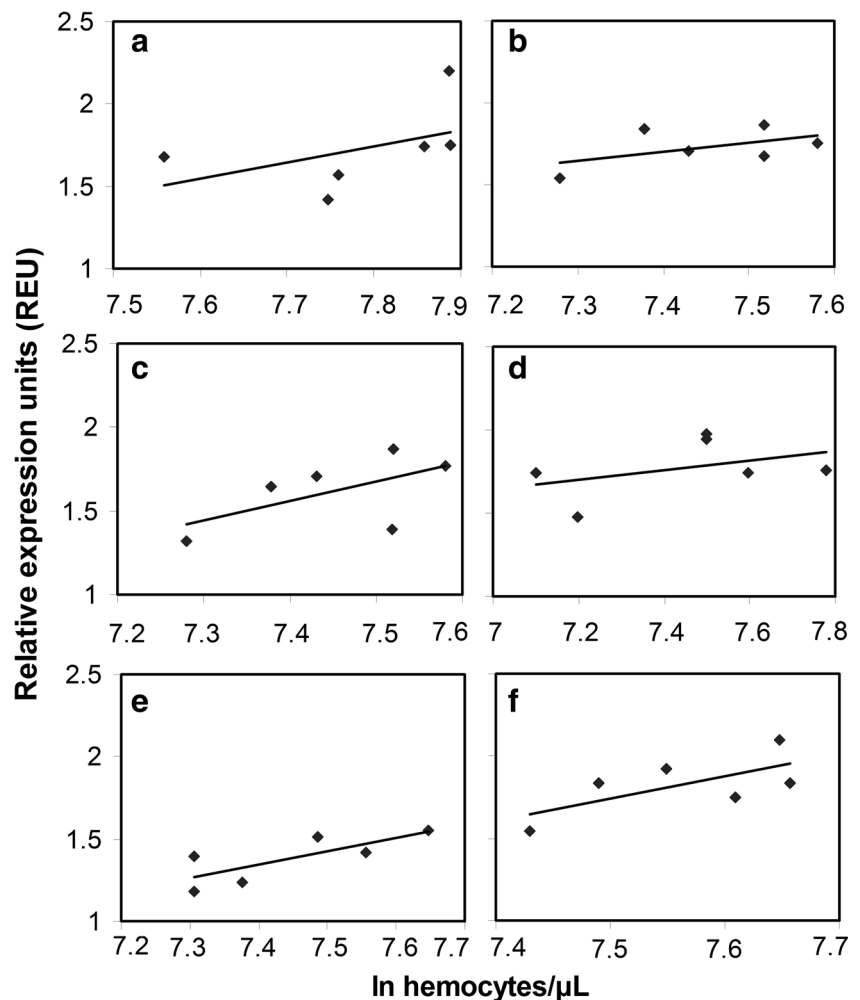 Relative expression units (REU)
a
2.5
2
1.5
1
7.5 7.6 7.7 7.8 7.9
b
7.2 7.3 7.4 7.5 7.6
c
2.5
2
1.5
1
7.2 7.3 7.4 7.5 7.6
d
7 7.2 7.4 7.6 7.8
e
2.5
2
1.5
1
7.2 7.3 7.4 7.5 7.6 7.7
f
7.4 7.5 7.6 7.7
ln hemocytes/µL